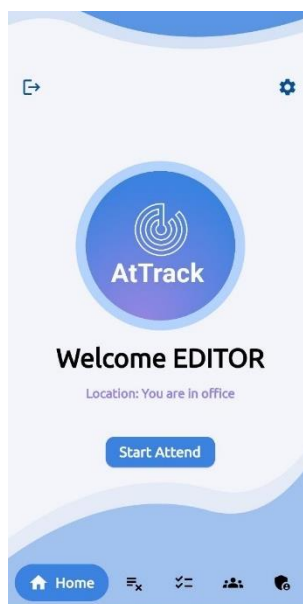 AtTrack
Welcome EDITOR
Location: You are in office
Start Attend
Home